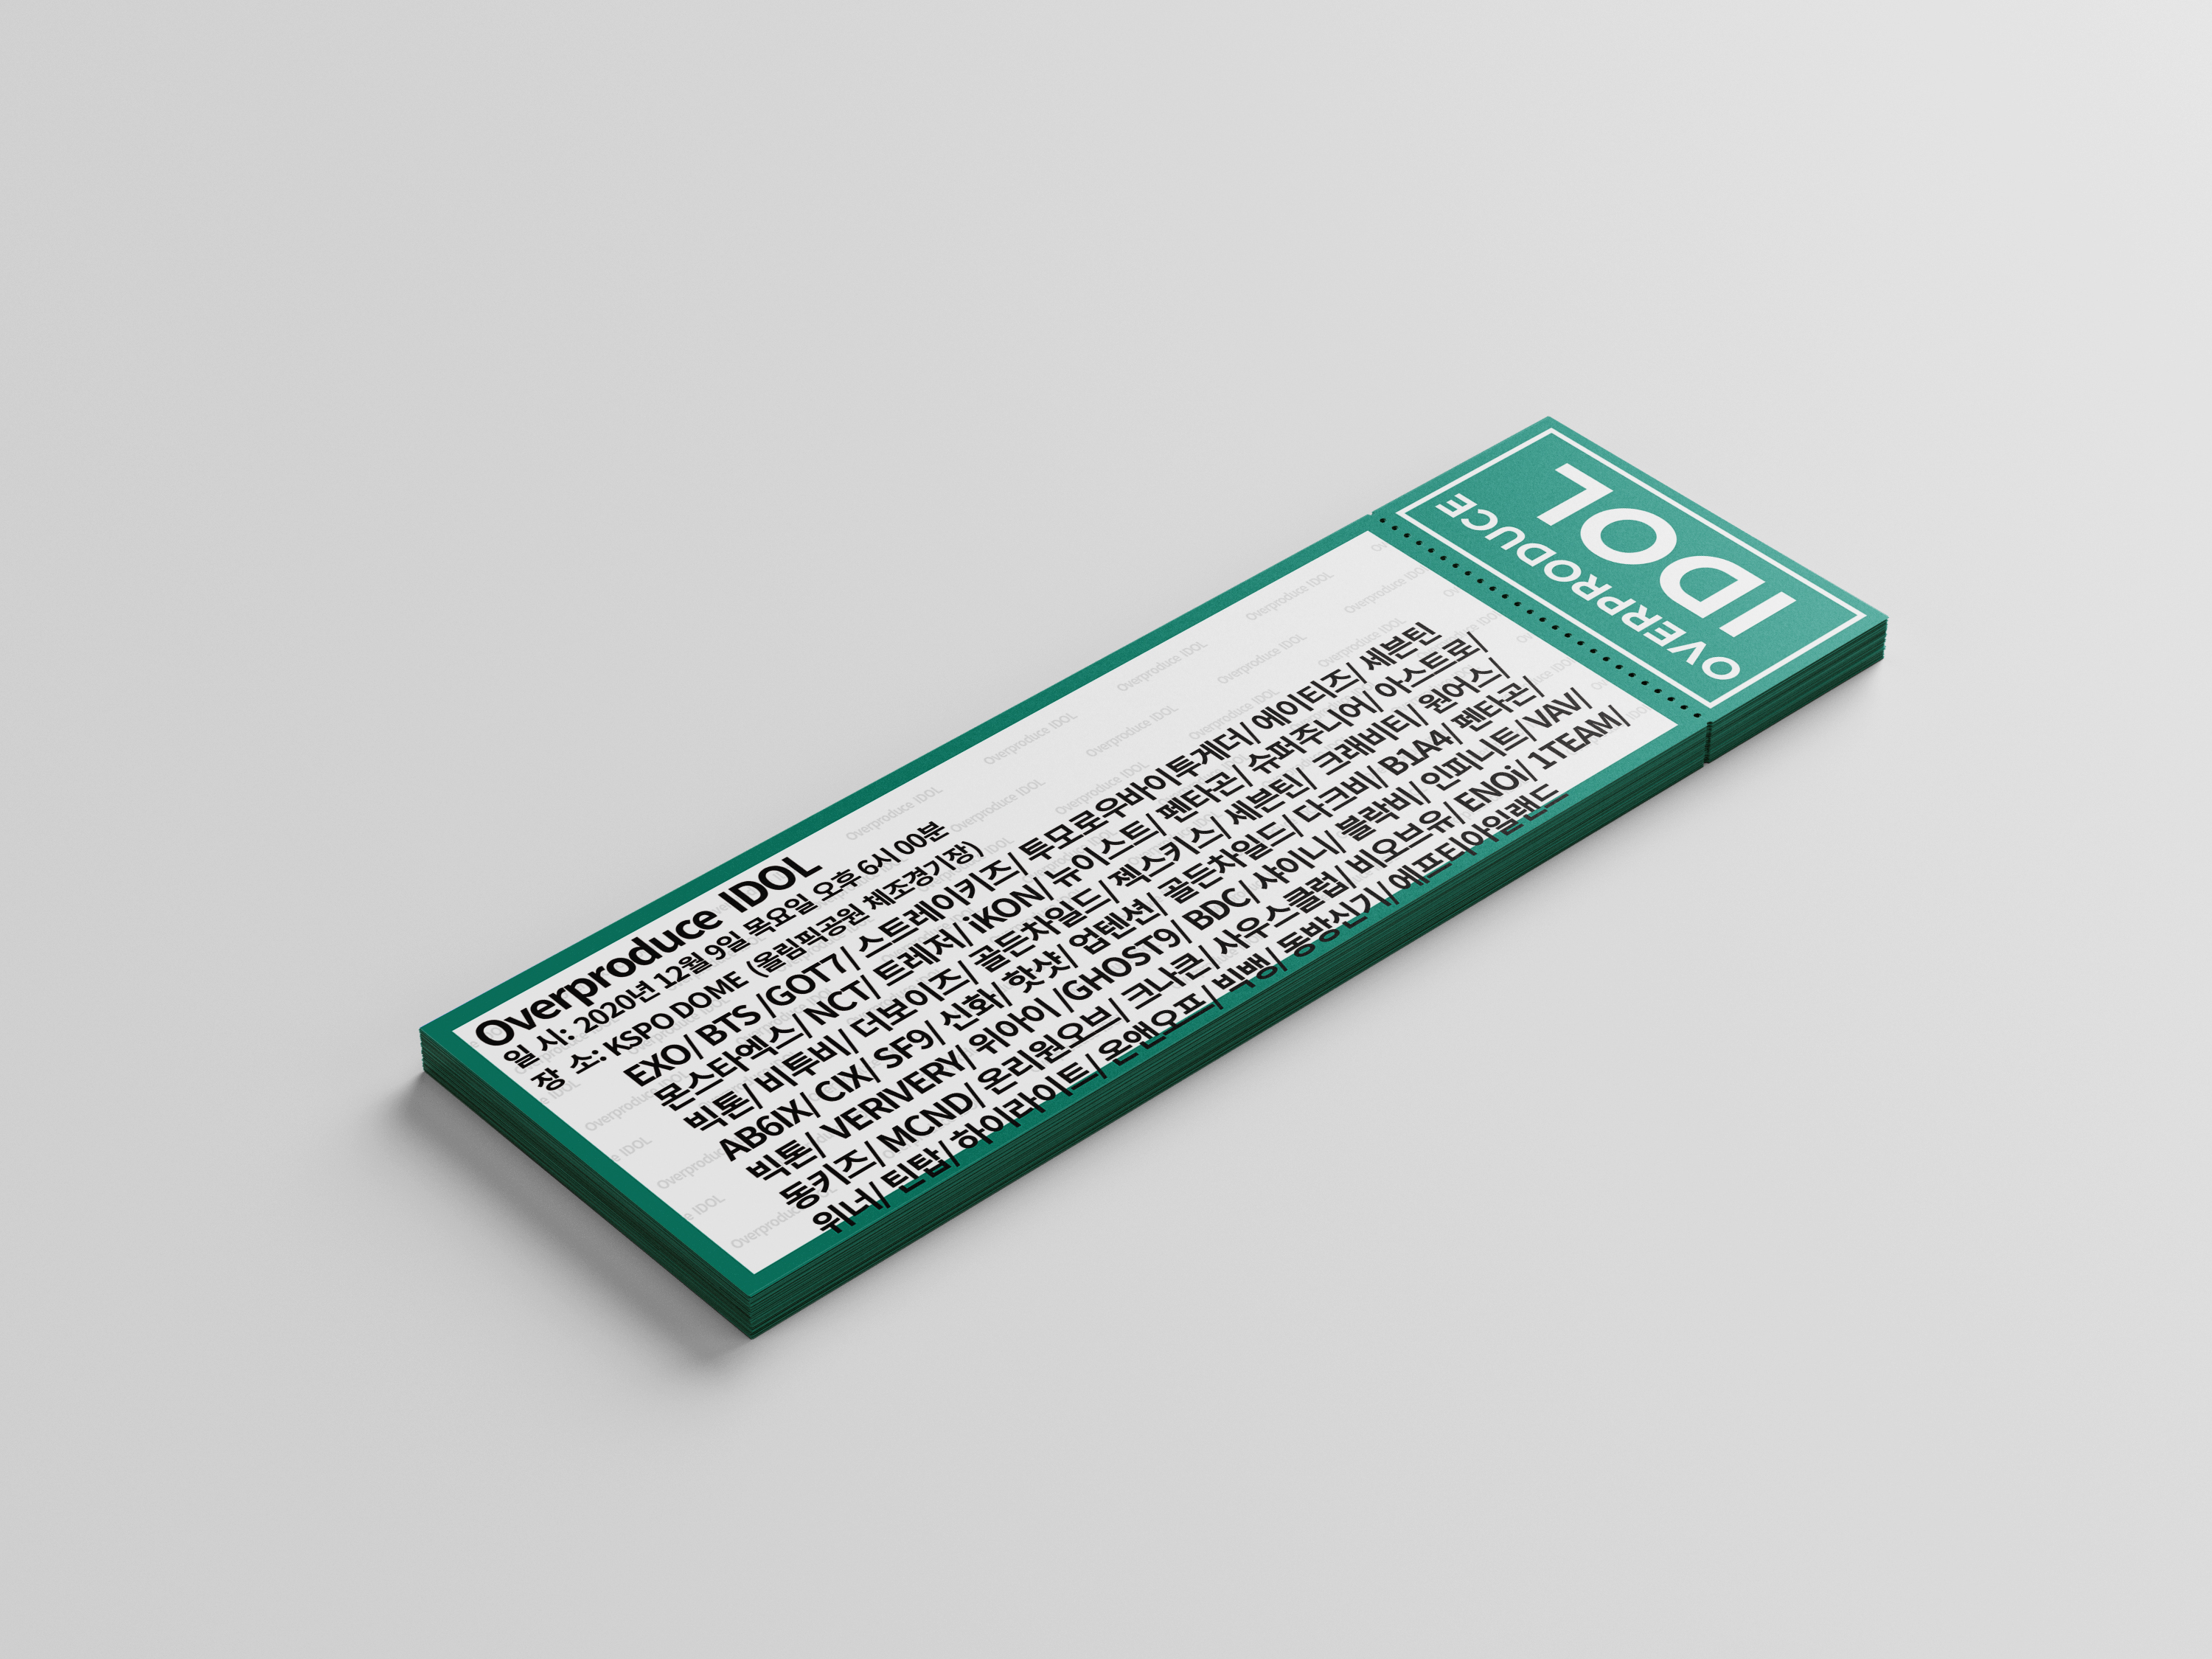 Overproduce IDOL
일 시: 2020년 12월 9일 목요일 오후 6시 00분
장 소: KSPO DOME (올림픽공원 체조경기장)
EXO/ BTS /GOT7/ 스트레이키즈/ 투모로우바이투게더/ 에이티즈/ 세븐틴
몬스타엑스/ NCT/ 트레저/ iKON/ 뉴이스트/ 펜타곤/ 슈퍼주니어/ 아스트로/
빅톤/ 비투비/ 더보이즈/ 골든차일드/ 젝스키스/ 세븐틴/ 크래비티/ 원어스/
AB6IX/ CIX/ SF9/ 신화/ 핫샷/ 업텐션/ 골든차일드/ 다크비/ B1A4/ 펜타곤/
빅톤/ VERIVERY/ 위아이 /GHOST9/ BDC/ 샤이니/ 블락비/ 인피니트/ VAV/
동키즈/ MCND/ 온리원오브/ 크나큰/ 사우스클럽/ 비오브유/ ENOi/ 1TEAM/
위너/ 틴탑/ 하이라이트/ 온앤오프/ 빅뱅/ 동방신기/ 에프티아일랜드
OVERPRODUCE
IDOL